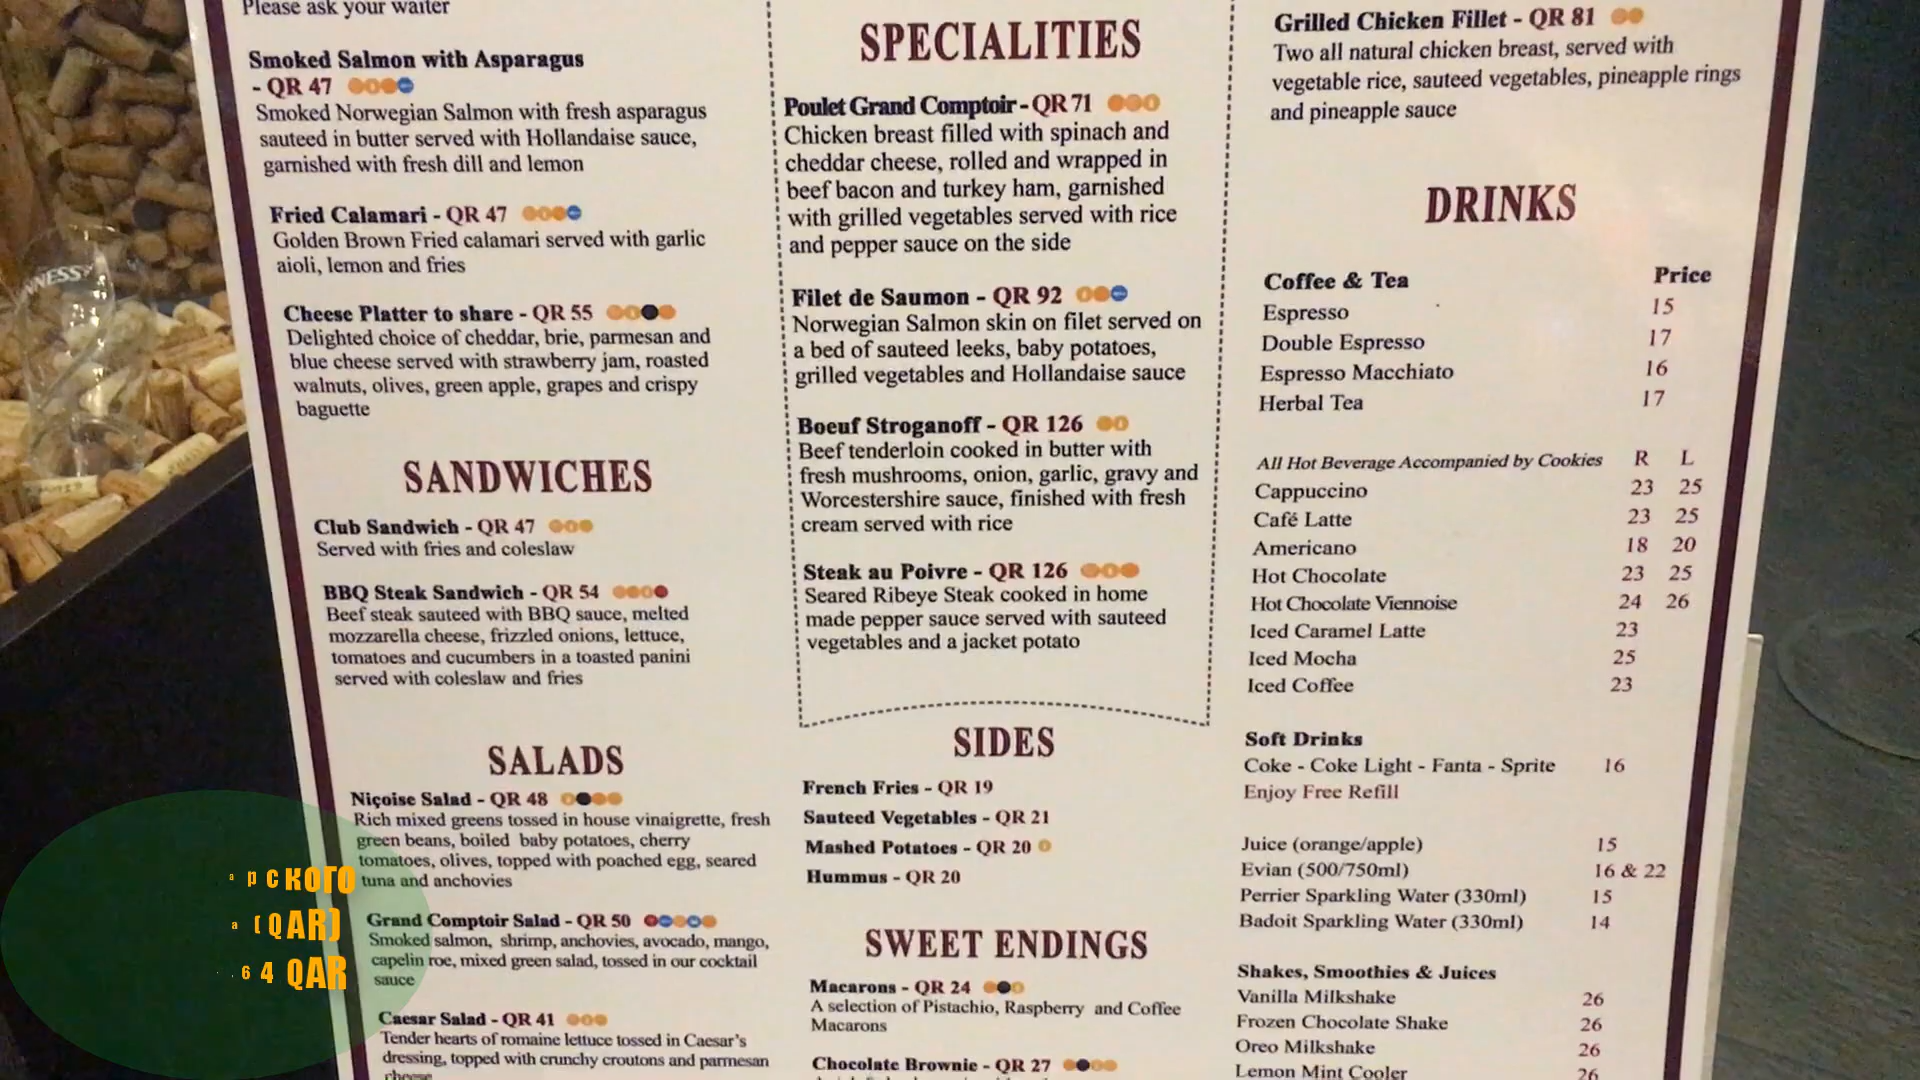 Please ask your waiter
Smoked Salmon with Asparagus
- QR 47
Smoked Norwegian Salmon with fresh asparagus
sauteed in butter served with Hollandaise sauce,
garnished with fresh dill and lemon
Fried Calamari - QR 47
Golden Brown Fried calamari served with garlic
aioli, lemon and fries
Cheese Platter to share - QR 55
Delighted choice of cheddar, brie, parmesan and
blue cheese served with strawberry jam, roasted
walnuts, olives, green apple, grapes and crispy
baguette
SANDWICHES
Club Sandwich - QR 47
Served with fries and coleslaw
BBQ Steak Sandwich - QR 54
Beef steak sauteed with BBQ sauce, melted
mozzarella cheese, frizzled onions, lettuce,
tomatoes and cucumbers in a toasted panini
served with coleslaw and fries
SALADS
Niçoise Salad - QR 48
Rich mixed greens tossed in house vinaigrette, fresh
green beans, boiled baby potatoes, cherry
tomatoes, olives, topped with poached egg, seared
tuna and anchovies
Grand Comptoir Salad - QR 50
Smoked salmon, shrimp, anchovies, avocado, mango,
capelin roe, mixed green salad, tossed in our cocktail
sauce
Caesar Salad - QR 41
Tender hearts of romaine lettuce tossed in Caesar's
dressing, topped with crunchy croutons and parmesan
cheese
SPECIALITIES
Poulet Grand Comptoir - QR 71
Chicken breast filled with spinach and
cheddar cheese, rolled and wrapped in
beef bacon and turkey ham, garnished
with grilled vegetables served with rice
and pepper sauce on the side
Filet de Saumon - QR 92
Norwegian Salmon skin on filet served on
a bed of sauteed leeks, baby potatoes,
grilled vegetables and Hollandaise sauce
Boeuf Stroganoff - QR 126
Beef tenderloin cooked in butter with
fresh mushrooms, onion, garlic, gravy and
Worcestershire sauce, finished with fresh
cream served with rice
Steak au Poivre - QR 126
Seared Ribeye Steak cooked in home
made pepper sauce served with sauteed
vegetables and a jacket potato
SIDES
French Fries - QR 19
Sauteed Vegetables - QR 21
Mashed Potatoes - QR 20
Hummus - QR 20
SWEET ENDINGS
Macarons - QR 24
A selection of Pistachio, Raspberry and Coffee
Macarons
Chocolate Brownie - QR 27
Grilled Chicken Fillet - QR 81
Two all natural chicken breast, served with
vegetable rice, sauteed vegetables, pineapple rings
and pineapple sauce
DRINKS
Coffee & Tea Price
Espresso 15
Double Espresso 17
Espresso Macchiato 16
Herbal Tea 17
All Hot Beverage Accompanied by Cookies R L
Cappuccino 23 25
Café Latte 23 25
Americano 18 20
Hot Chocolate 23 25
Hot Chocolate Viennoise 24 26
Iced Caramel Latte 23
Iced Mocha 25
Iced Coffee 23
Soft Drinks
Coke - Coke Light - Fanta - Sprite 16
Enjoy Free Refill
Juice (orange/apple) 15
Evian (500/750ml) 16 & 22
Perrier Sparkling Water (330ml) 15
Badoit Sparkling Water (330ml) 14
Shakes, Smoothies & Juices
Vanilla Milkshake 26
Frozen Chocolate Shake 26
Oreo Milkshake 26
Lemon Mint Cooler 26
арского
а (QAR)
.64 QAR